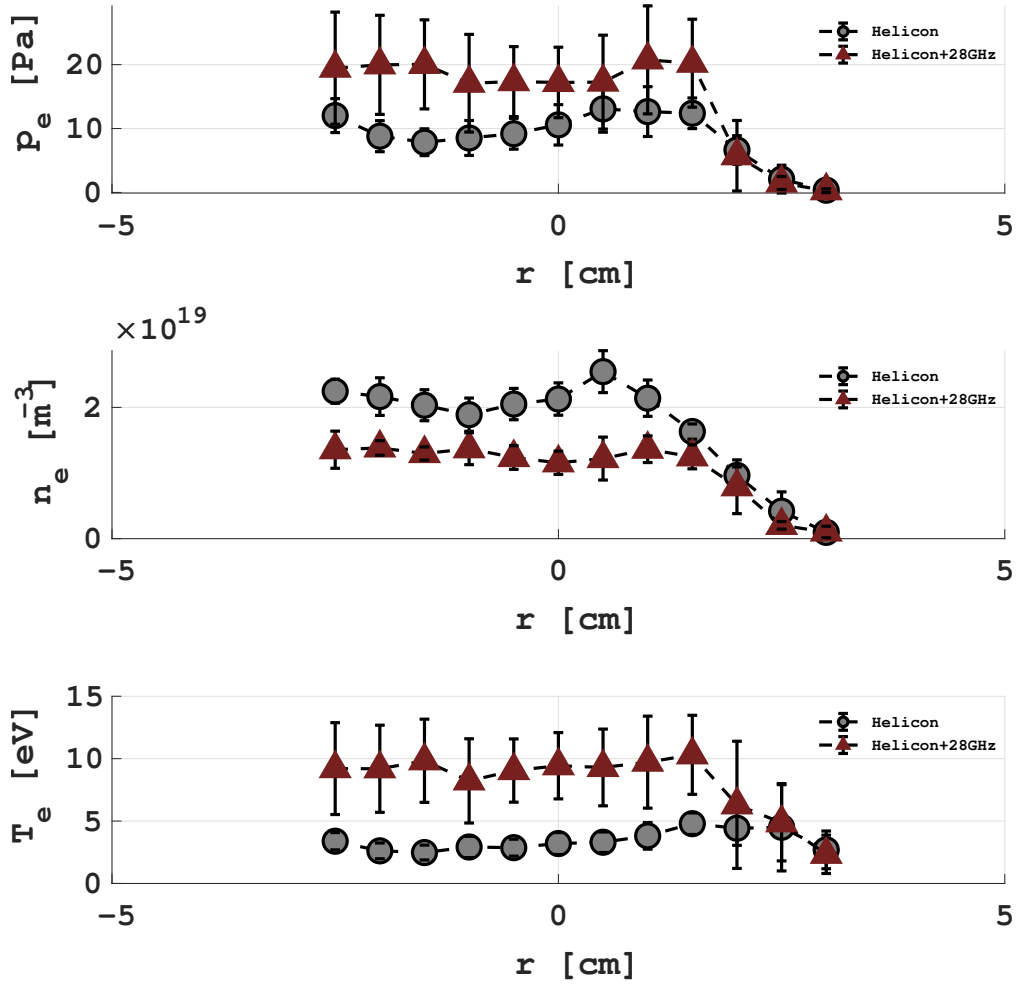 p_e [Pa]
20
10
0
−5
0
5
r [cm]
Helicon
Helicon+28GHz
×10^19
n_e [m^−3]
2
0
−5
0
5
r [cm]
Helicon
Helicon+28GHz
T_e [eV]
15
10
5
0
−5
0
5
r [cm]
Helicon
Helicon+28GHz